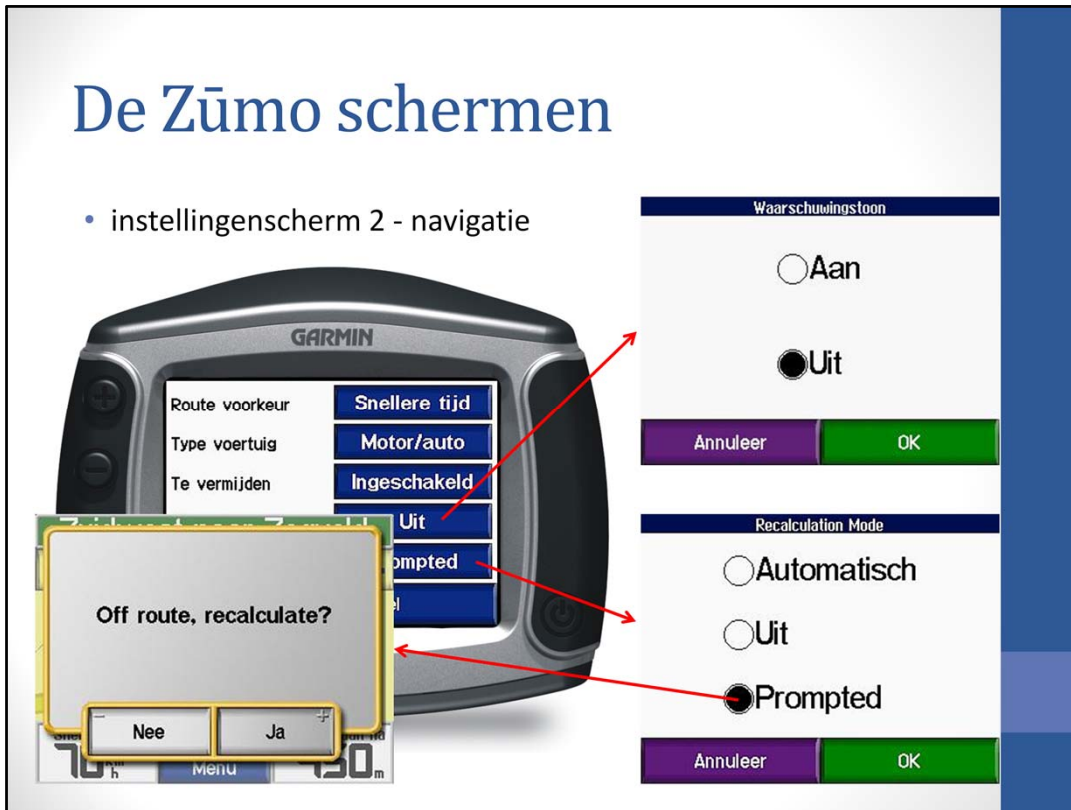 De Zūmo schermen
• instellingenscherm 2 - navigatie
GARMIN
Route voorkeur
Snellere tijd
Type voertuig
Motor/auto
Te vermijden
Ingeschakeld
Uit
ompted
Off route, recalculate?
Nee
Ja
Menu
m
Waarschuwingstoon
Aan
Uit
Annuleer
OK
Recalculation Mode
Automatisch
Uit
Prompted
Annuleer
OK